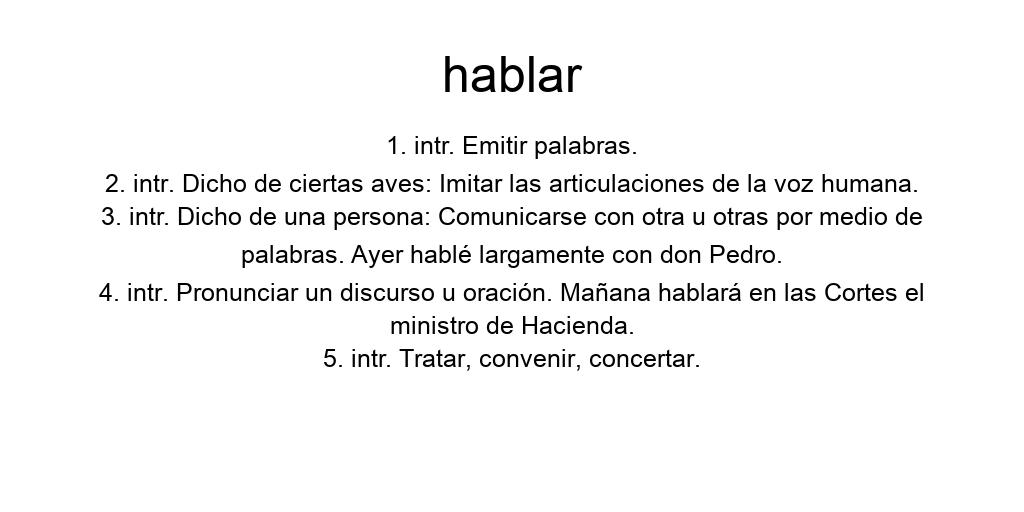 hablar
1. intr. Emitir palabras.
2. intr. Dicho de ciertas aves: Imitar las articulaciones de la voz humana.
3. intr. Dicho de una persona: Comunicarse con otra u otras por medio de
palabras. Ayer hablé largamente con don Pedro.
4. intr. Pronunciar un discurso u oración. Mañana hablará en las Cortes el
ministro de Hacienda.
5. intr. Tratar, convenir, concertar.